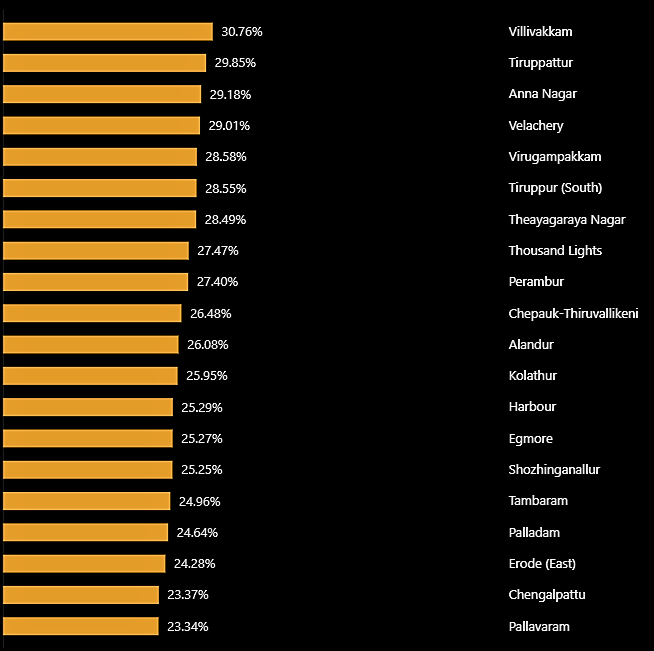 30.76% Villivakkam
29.85% Tiruppattur
29.18% Anna Nagar
29.01% Velachery
28.58% Virugampakkam
28.55% Tiruppur (South)
28.49% Theayagaraya Nagar
27.47% Thousand Lights
27.40% Perambur
26.48% Chepauk-Thiruvallikeni
26.08% Alandur
25.95% Kolathur
25.29% Harbour
25.27% Egmore
25.25% Shozhinganallur
24.96% Tambaram
24.64% Palladam
24.28% Erode (East)
23.37% Chengalpattu
23.34% Pallavaram